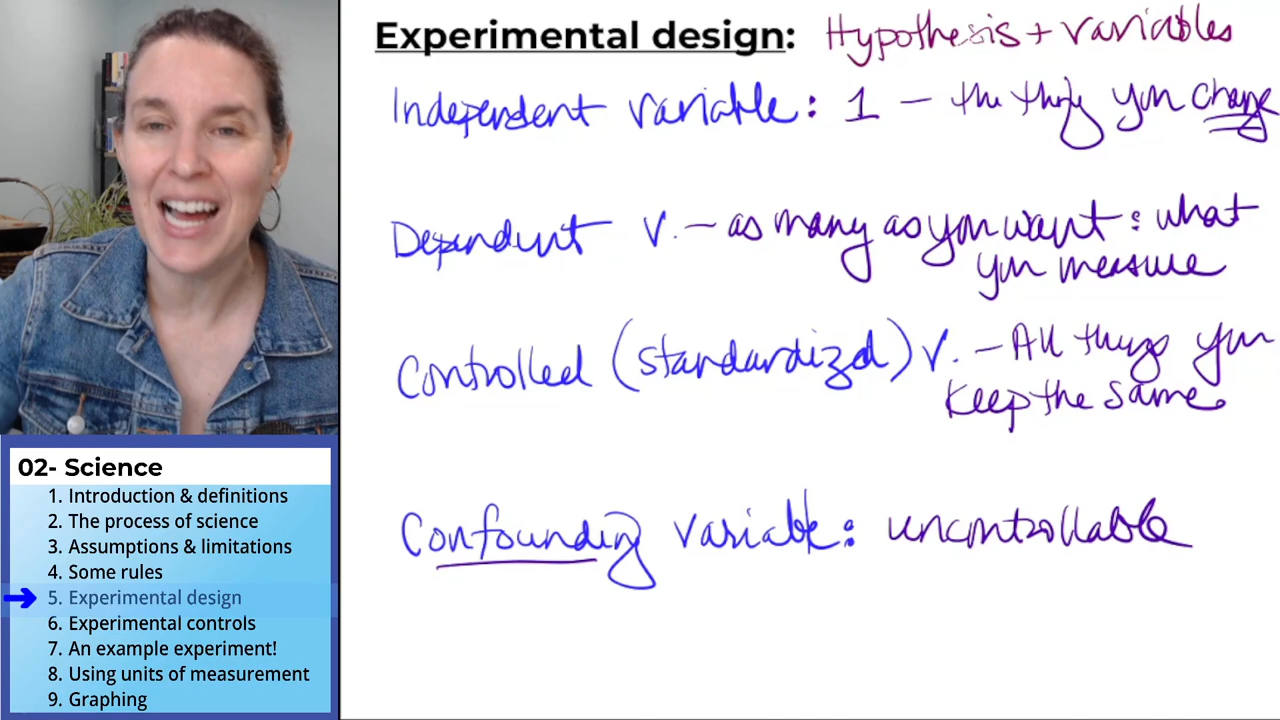 Experimental design: Hypothesis + variables
Independent variable: 1 – the thing you change
Dependent v. – as many as you want: what
you measure
Controlled (standardized) v. – All things you
keep the same.
Confounding variable: uncontrollable
02- Science
1. Introduction & definitions
2. The process of science
3. Assumptions & limitations
4. Some rules
5. Experimental design
6. Experimental controls
7. An example experiment!
8. Using units of measurement
9. Graphing